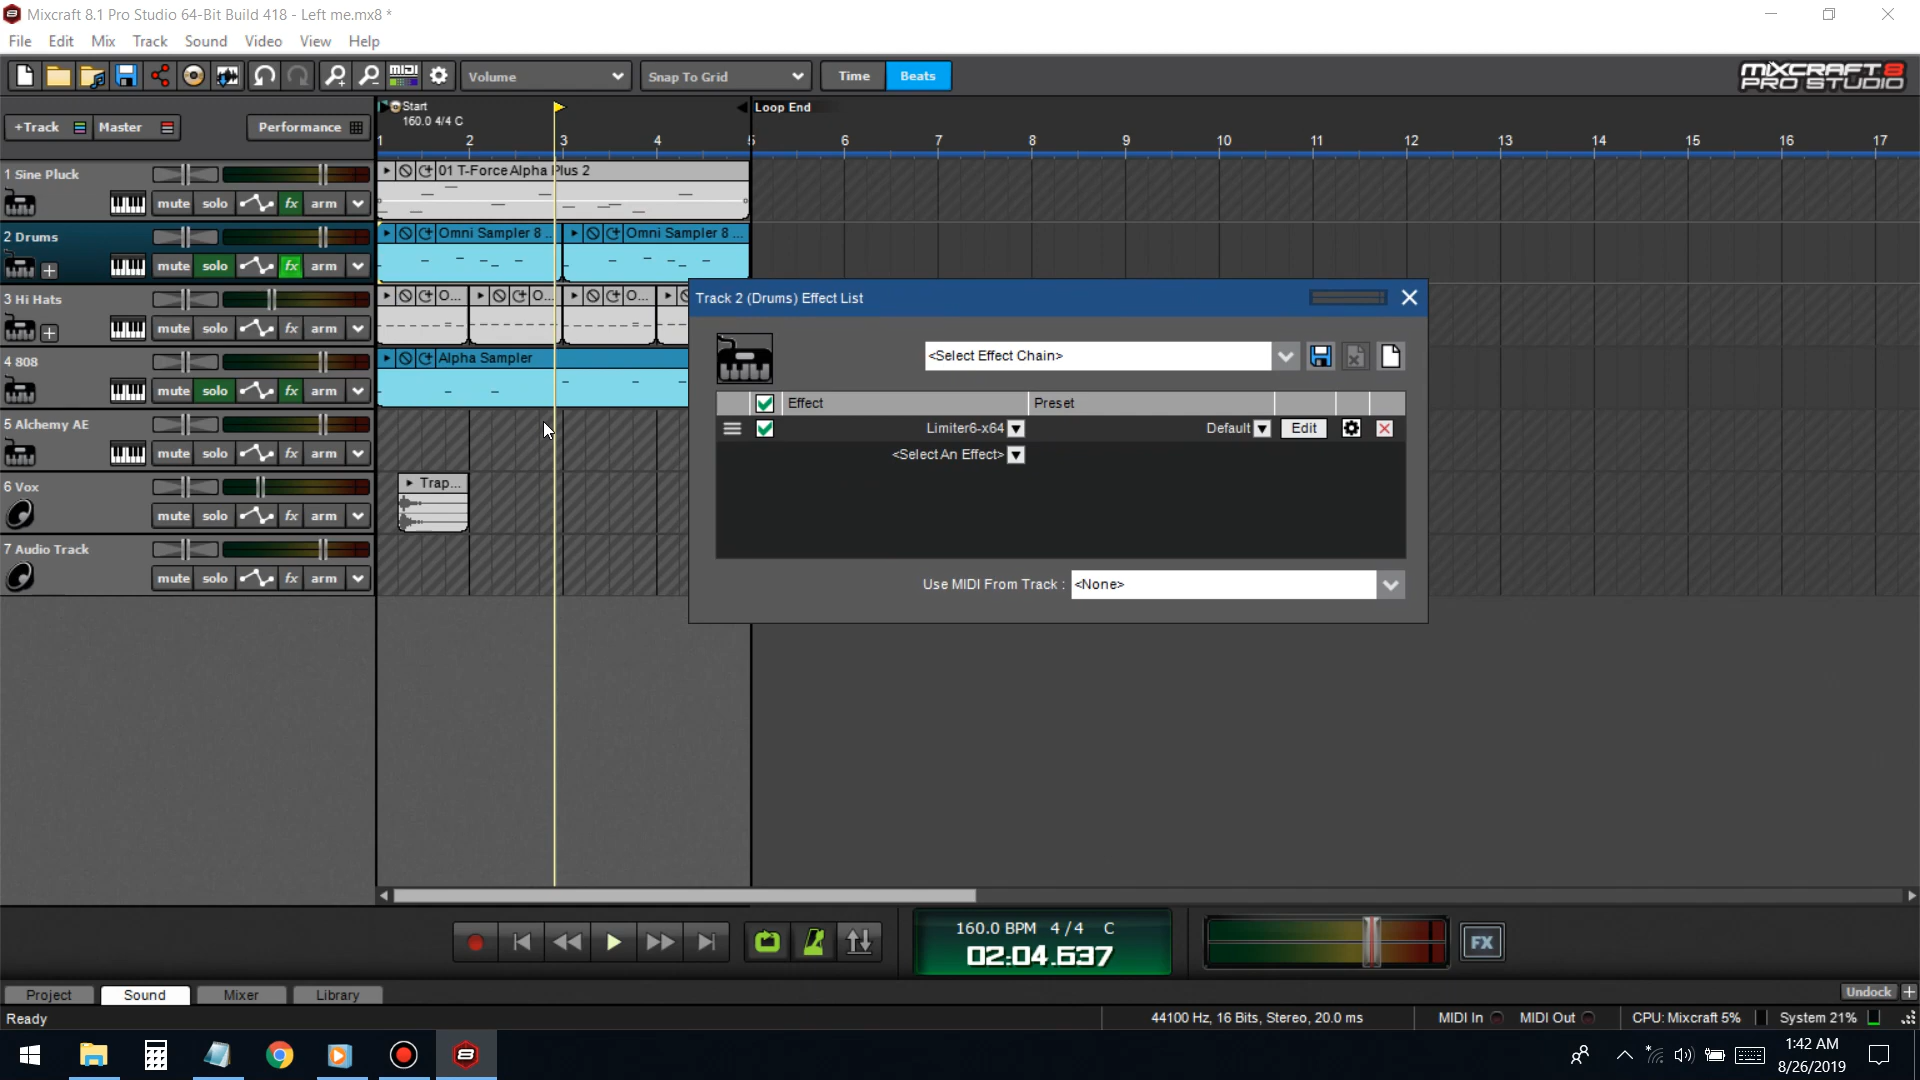 Mixcraft 8.1 Pro Studio 64-Bit Build 418 - Left me.mx8 *
File Edit Mix Track Sound Video View Help
MIDI Volume Snap To Grid Time Beats MIXCRAFT 8
PRO STUDIO
Start Loop End
160.0 4/4 C
+Track Master Performance
1 2 3 4 5 6 7 8 9 10 11 12 13 14 15 16 17
1 Sine Pluck
01 T-Force Alpha Plus 2
mute solo fx arm
2 Drums
Omni Sampler 8 ... Omni Sampler 8 ...
mute solo fx arm
3 Hi Hats
O... O... O...
mute solo fx arm
4 808
Alpha Sampler
mute solo fx arm
5 Alchemy AE
mute solo fx arm
6 Vox
Trap...
mute solo fx arm
7 Audio Track
mute solo fx arm
Track 2 (Drums) Effect List
<Select Effect Chain>
Effect Preset
Limiter6-x64 Default Edit
<Select An Effect>
Use MIDI From Track : <None>
160.0 BPM 4/4 C
02:04.637
FX
Project Sound Mixer Library Undock
Ready 44100 Hz, 16 Bits, Stereo, 20.0 ms MIDI In MIDI Out CPU: Mixcraft 5% System 21%
8
1:42 AM
8/26/2019